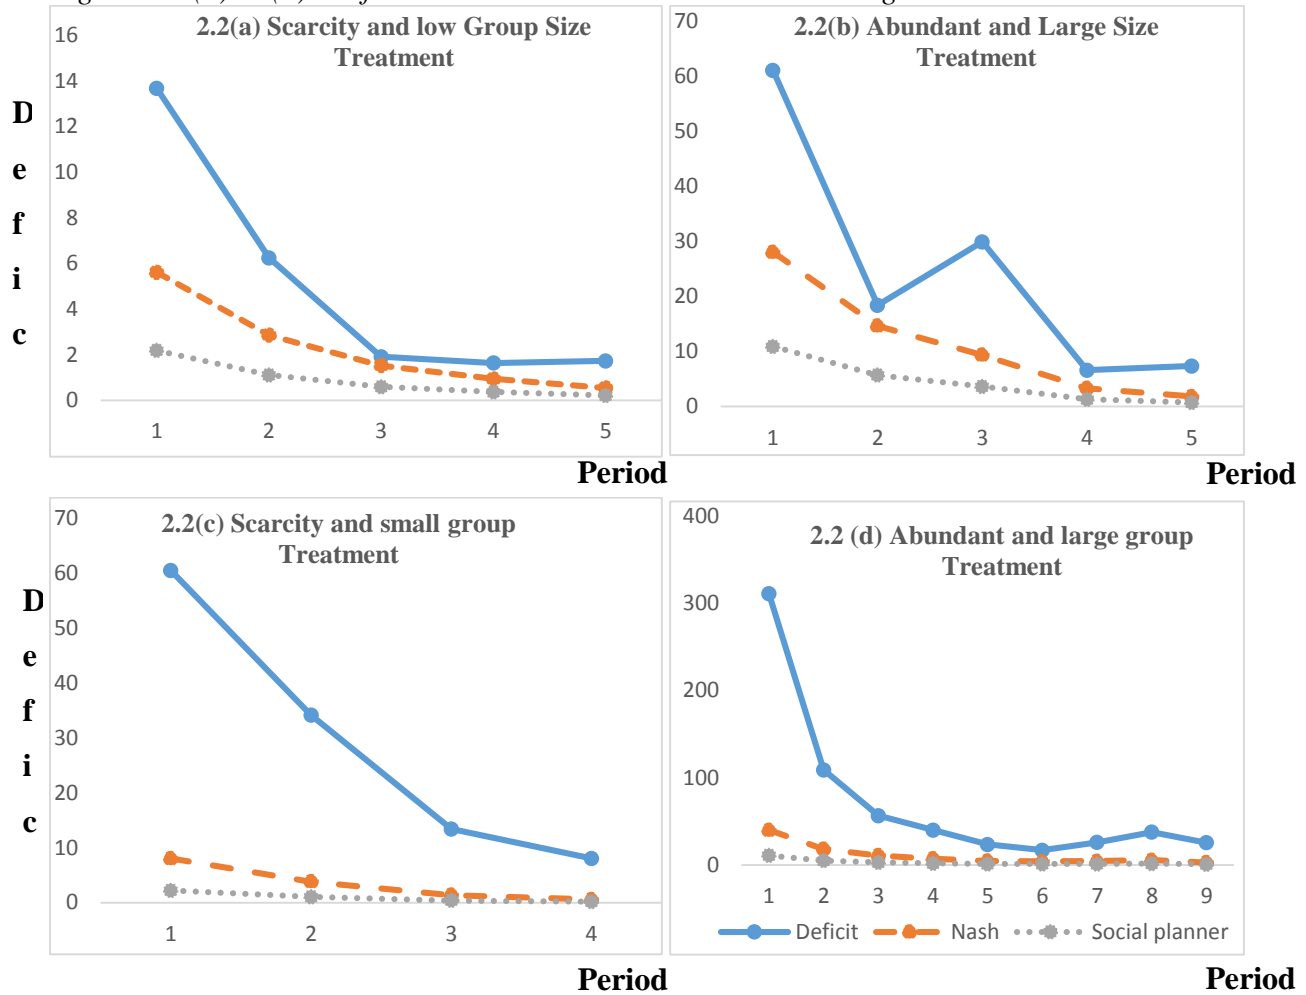 2.2(a) Scarcity and low Group Size
Treatment
16
14
12
10
8
6
4
2
0
1 2 3 4 5
D
e
f
i
c
Period
2.2(b) Abundant and Large Size
Treatment
70
60
50
40
30
20
10
0
1 2 3 4 5
Period
2.2(c) Scarcity and small group
Treatment
70
60
50
40
30
20
10
0
1 2 3 4
D
e
f
i
c
Period
2.2 (d) Abundant and large group
Treatment
400
300
200
100
0
1 2 3 4 5 6 7 8 9
Deficit Nash Social planner
Period